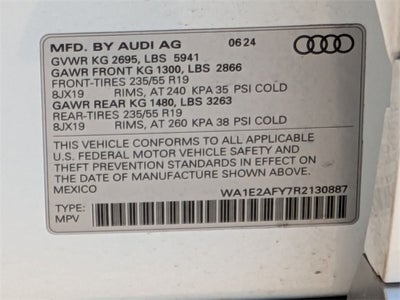 MFD. BY AUDI AG 06 24
GVWR KG 2695, LBS 5941
GAWR FRONT KG 1300, LBS 2866
FRONT-TIRES 235/55 R19
8JX19 RIMS, AT 240 KPA 35 PSI COLD
GAWR REAR KG 1480, LBS 3263
REAR-TIRES 235/55 R19
8JX19 RIMS, AT 260 KPA 38 PSI COLD
THIS VEHICLE CONFORMS TO ALL APPLICABLE
U.S. FEDERAL MOTOR VEHICLE SAFETY AND
THEFT PREVENTION STANDARDS IN EFFECT ON
THE DATE OF MANUFACTURE SHOWN ABOVE.
MEXICO WA1E2AFY7R2130887
TYPE:
MPV